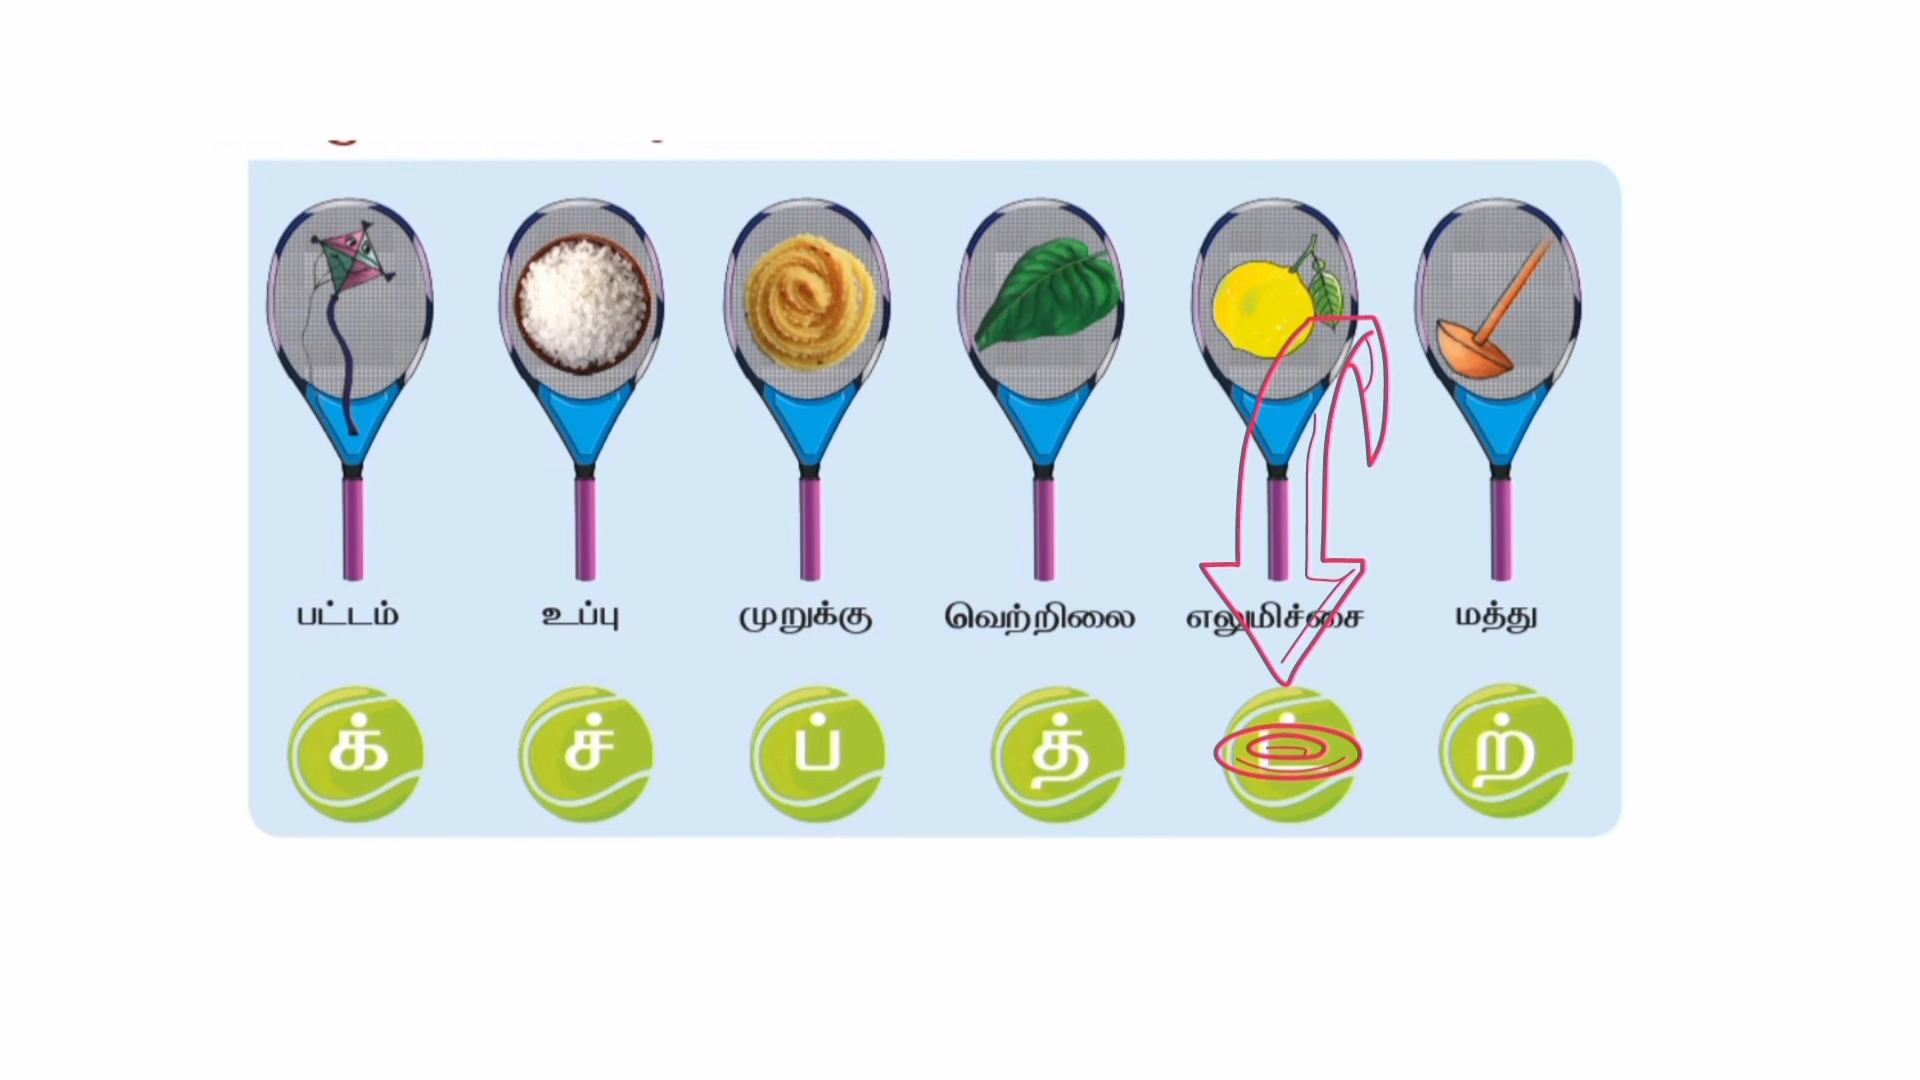 பட்டம் உப்பு முறுக்கு வெற்றிலை எலுமிச்சை மத்து
க் ச் ப் த் ட் ற்